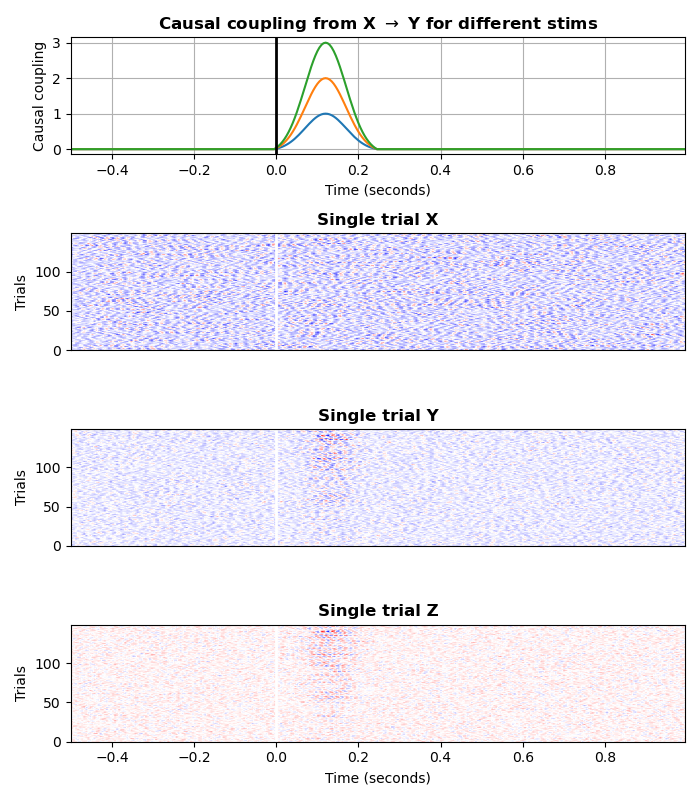 Causal coupling from X → Y for different stims
Causal coupling
3
2
1
0
−0.4 −0.2 0.0 0.2 0.4 0.6 0.8
Time (seconds)
Single trial X
Trials
100
50
0
Single trial Y
Trials
100
50
0
Single trial Z
Trials
100
50
0
−0.4 −0.2 0.0 0.2 0.4 0.6 0.8
Time (seconds)